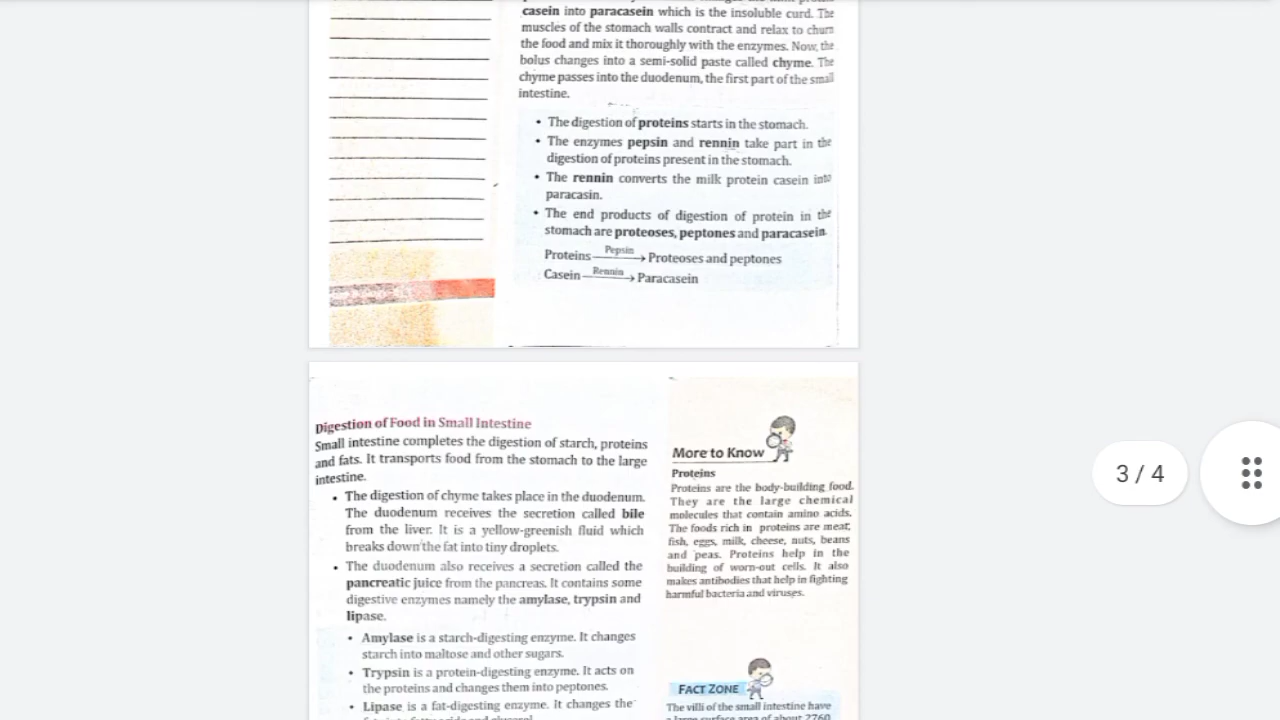 casein into paracasein which is the insoluble curd. The
muscles of the stomach walls contract and relax to churn
the food and mix it thoroughly with the enzymes. Now, the
bolus changes into a semi-solid paste called chyme. The
chyme passes into the duodenum, the first part of the small
intestine.
• The digestion of proteins starts in the stomach.
• The enzymes pepsin and rennin take part in the
digestion of proteins present in the stomach.
• The rennin converts the milk protein casein into
paracasin.
• The end products of digestion of protein in the
stomach are proteoses, peptones and paracasein.
Proteins Pepsin → Proteoses and peptones
Casein Rennin → Paracasein
Digestion of Food in Small Intestine
Small intestine completes the digestion of starch, proteins
and fats. It transports food from the stomach to the large
intestine.
• The digestion of chyme takes place in the duodenum.
The duodenum receives the secretion called bile
from the liver. It is a yellow-greenish fluid which
breaks down the fat into tiny droplets.
• The duodenum also receives a secretion called the
pancreatic juice from the pancreas. It contains some
digestive enzymes namely the amylase, trypsin and
lipase.
• Amylase is a starch-digesting enzyme. It changes
starch into maltose and other sugars.
• Trypsin is a protein-digesting enzyme. It acts on
the proteins and changes them into peptones.
• Lipase is a fat-digesting enzyme. It changes the
More to Know
Proteins
Proteins are the body-building food.
They are the large chemical
molecules that contain amino acids.
The foods rich in proteins are meat,
fish, eggs, milk, cheese, nuts, beans
and peas. Proteins help in the
building of worn-out cells. It also
makes antibodies that help in fighting
harmful bacteria and viruses.
FACT ZONE
The villi of the small intestine have
a large surface area of about 2760
3 / 4